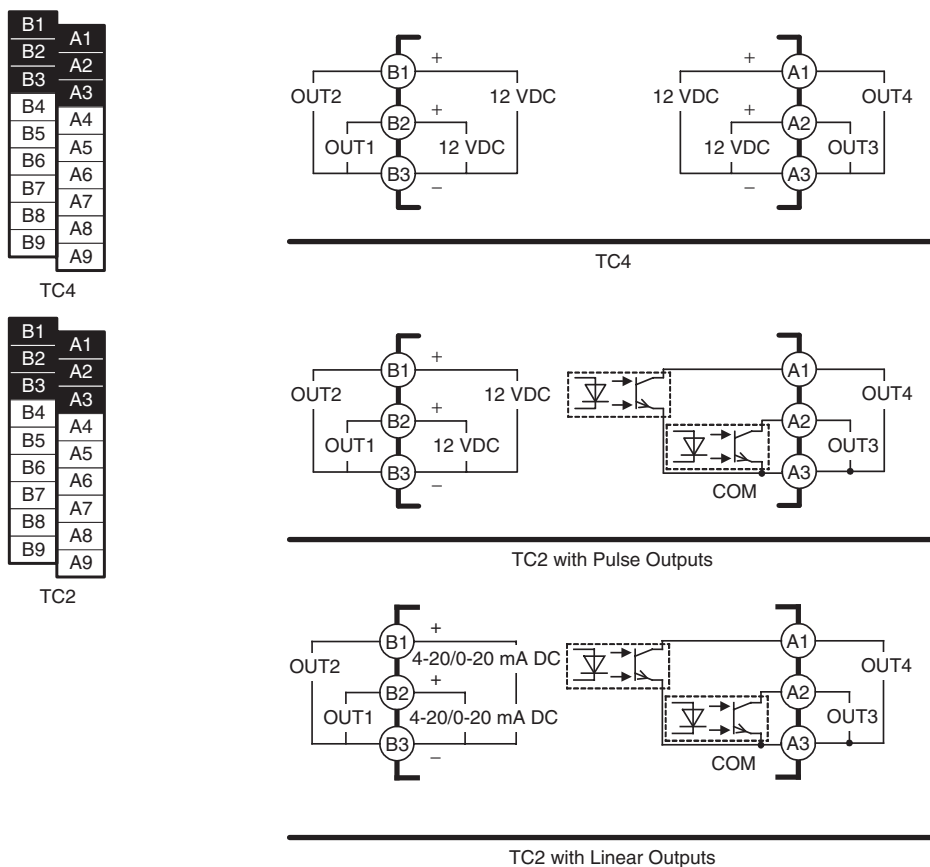 B1
B2
B3
B4
B5
B6
B7
B8
B9
A1
A2
A3
A4
A5
A6
A7
A8
A9
TC4
B1 +
OUT2 12 VDC
B2 +
OUT1 12 VDC
B3 −
+ A1
12 VDC OUT4
+ A2
12 VDC OUT3
− A3
TC4
B1
B2
B3
B4
B5
B6
B7
B8
B9
A1
A2
A3
A4
A5
A6
A7
A8
A9
TC2
B1 +
OUT2 12 VDC
B2 +
OUT1 12 VDC
B3 −
A1
OUT4
A2
OUT3
A3
COM
TC2 with Pulse Outputs
B1 +
OUT2 4-20/0-20 mA DC
B2 +
OUT1 4-20/0-20 mA DC
B3 −
A1
OUT4
A2
OUT3
A3
COM
TC2 with Linear Outputs